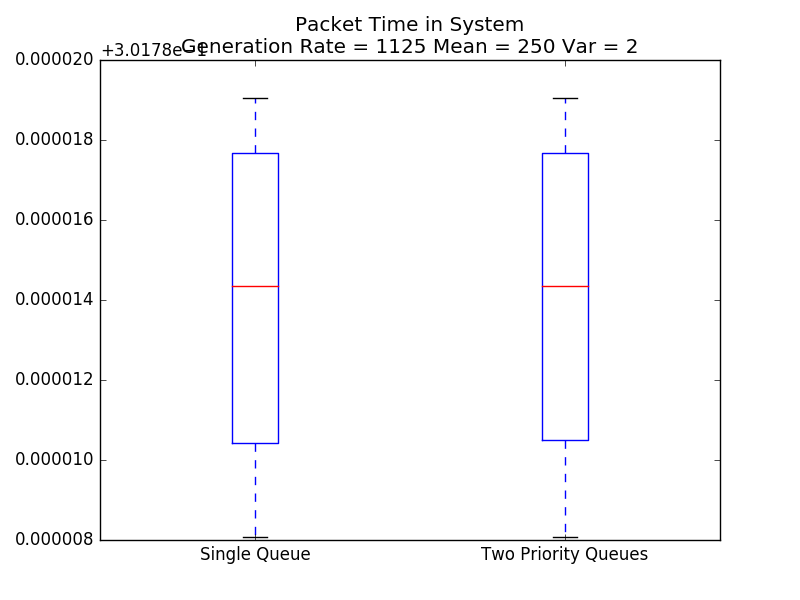 Packet Time in System
Generation Rate = 1125 Mean = 250 Var = 2
+3.0178e−1
0.000020
0.000018
0.000016
0.000014
0.000012
0.000010
0.000008
Single Queue
Two Priority Queues